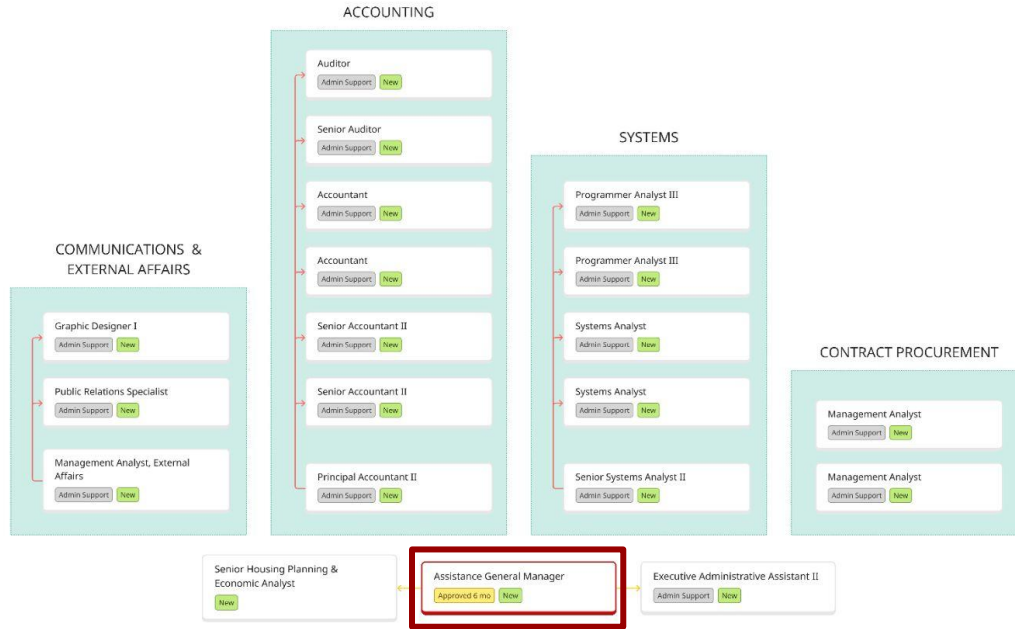 ACCOUNTING
Auditor
Admin Support New
Senior Auditor
Admin Support New
Accountant
Admin Support New
Accountant
Admin Support New
Senior Accountant II
Admin Support New
Senior Accountant II
Admin Support New
Principal Accountant II
Admin Support New
SYSTEMS
Programmer Analyst III
Admin Support New
Programmer Analyst III
Admin Support New
Systems Analyst
Admin Support New
Systems Analyst
Admin Support New
Senior Systems Analyst II
Admin Support New
COMMUNICATIONS &
EXTERNAL AFFAIRS
Graphic Designer I
Admin Support New
Public Relations Specialist
Admin Support New
Management Analyst, External
Affairs
Admin Support New
CONTRACT PROCUREMENT
Management Analyst
Admin Support New
Management Analyst
Admin Support New
Senior Housing Planning &
Economic Analyst
New
Assistance General Manager
Approved 6 mo New
Executive Administrative Assistant II
Admin Support New